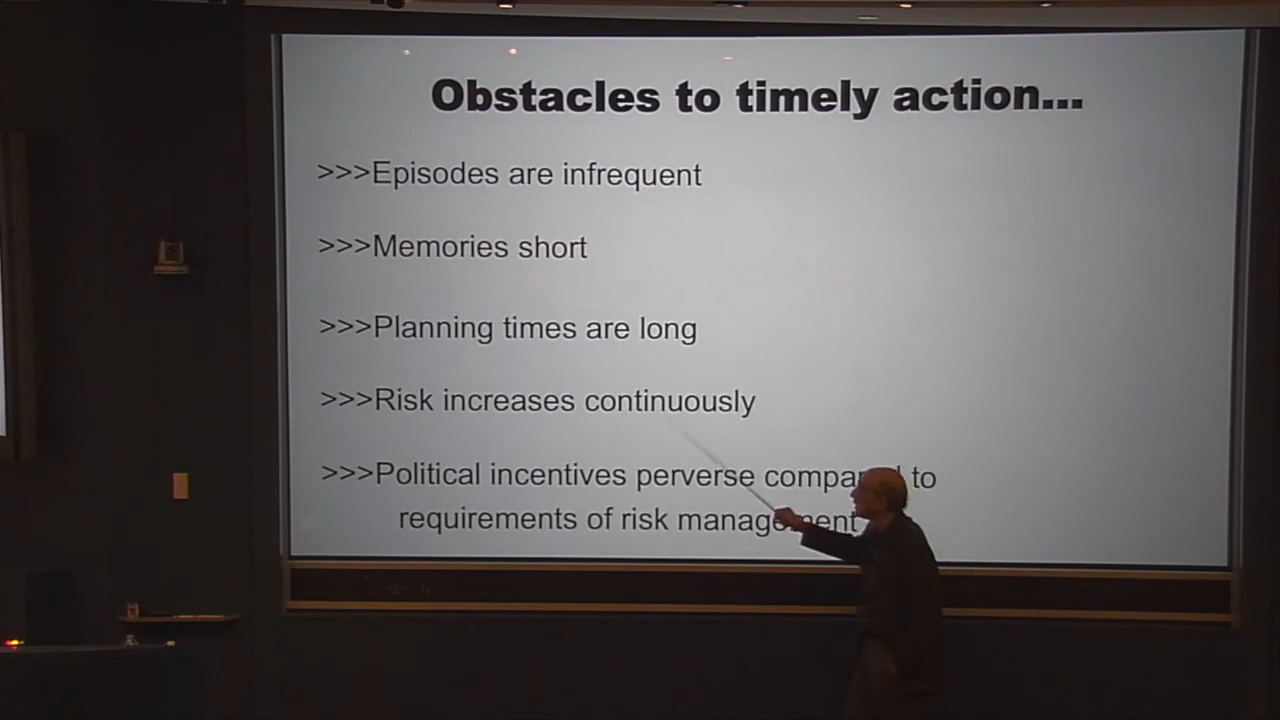 Obstacles to timely action...
>>>Episodes are infrequent
>>>Memories short
>>>Planning times are long
>>>Risk increases continuously
>>>Political incentives perverse compared to
requirements of risk management